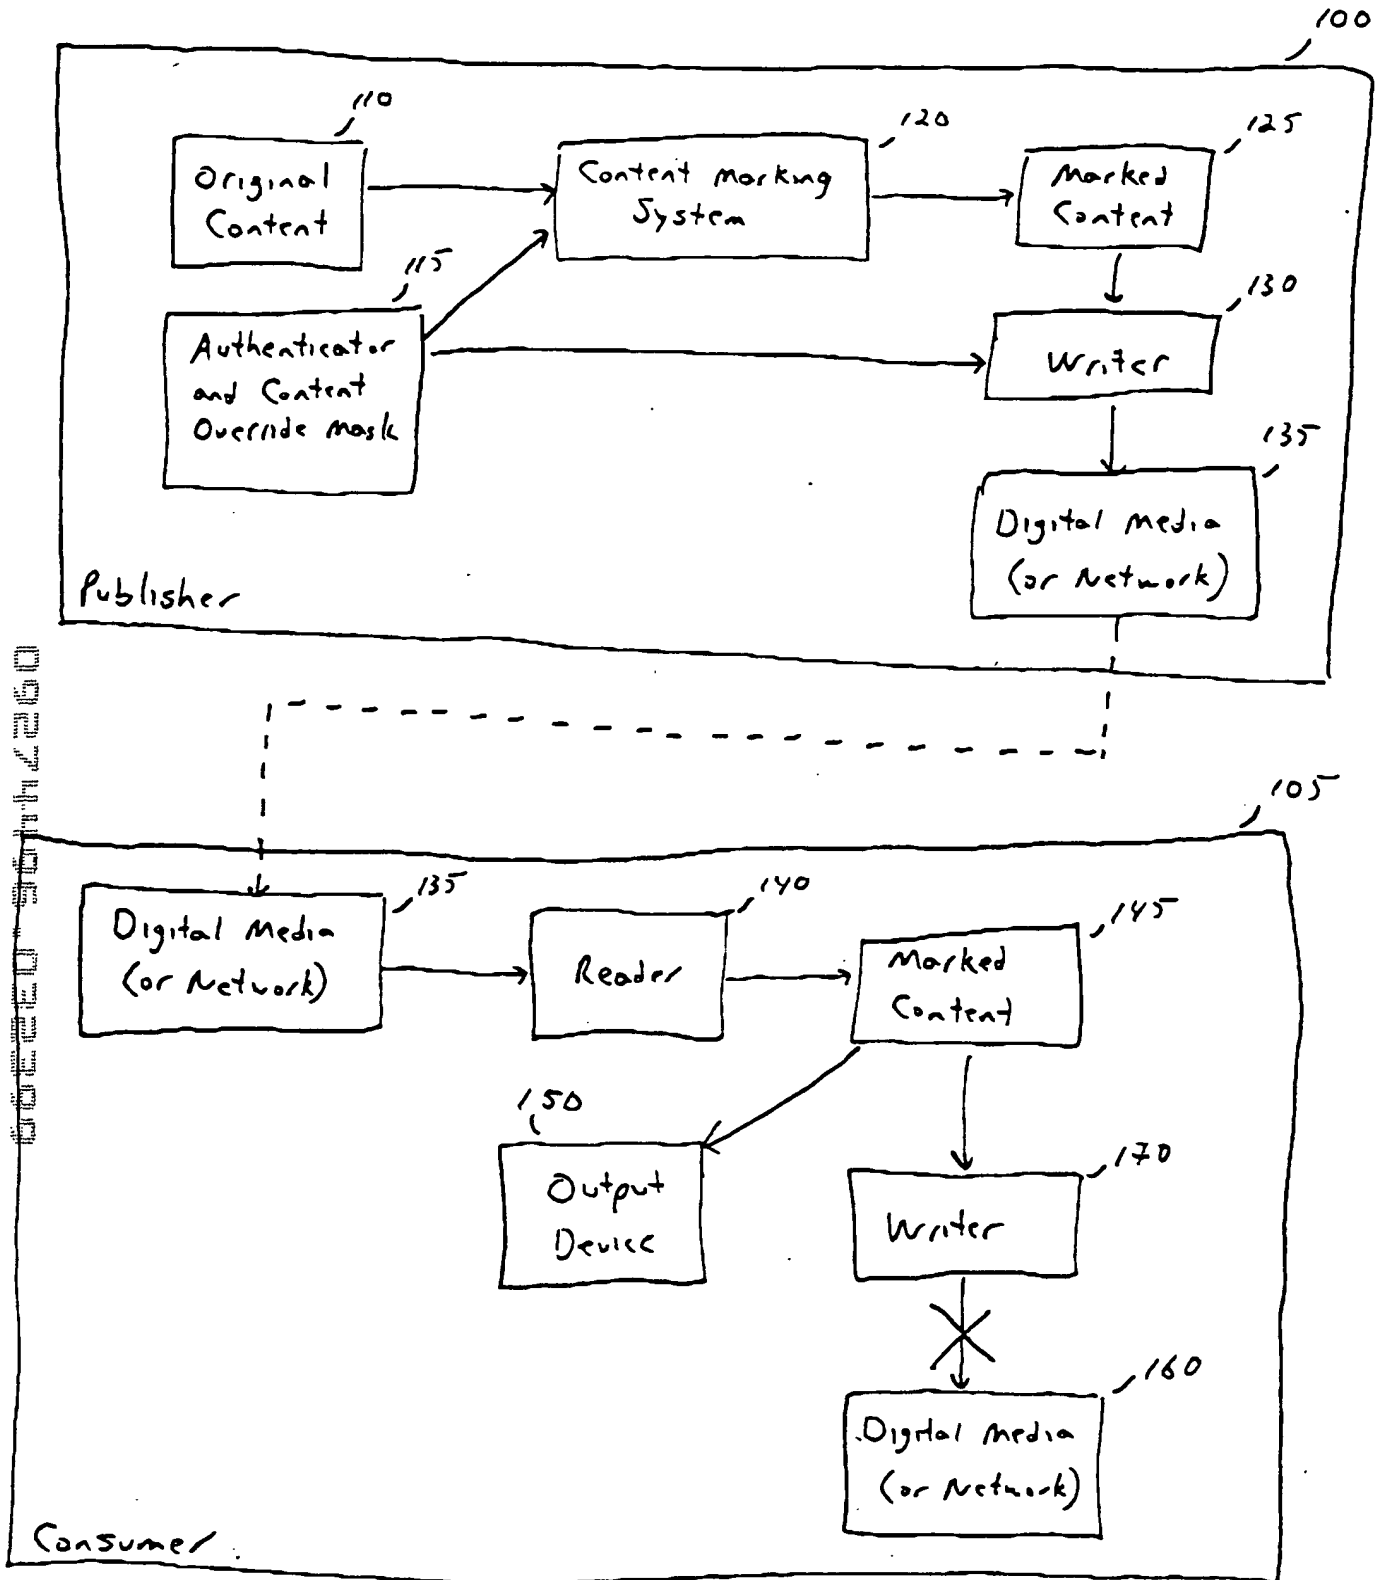 100
110
Original
Content
120
Content Marking
System
125
Marked
Content
115
Authenticator
and Content
Override Mask
130
Writer
135
Digital Media
(or Network)
Publisher
105
135
Digital Media
(or Network)
140
Reader
145
Marked
Content
150
Output
Device
170
Writer
160
Digital Media
(or Network)
Consumer